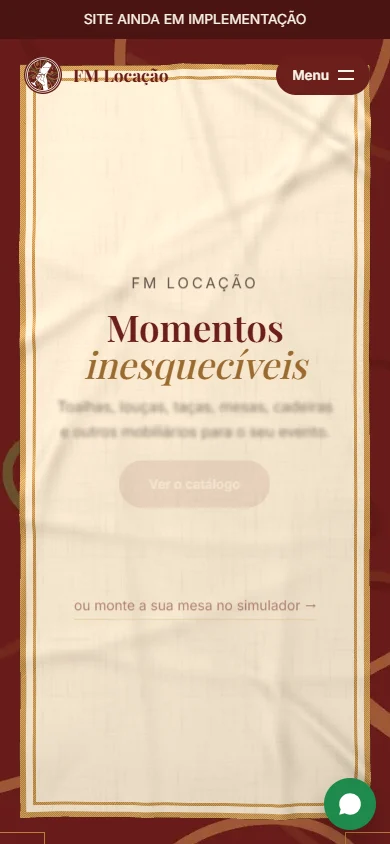 SITE AINDA EM IMPLEMENTAÇÃO
FM Locação
Menu
FM LOCAÇÃO
Momentos
inesquecíveis
Toalhas, louças, taças, mesas, cadeiras
e outros mobiliários para o seu evento.
Ver o catálogo
ou monte a sua mesa no simulador →